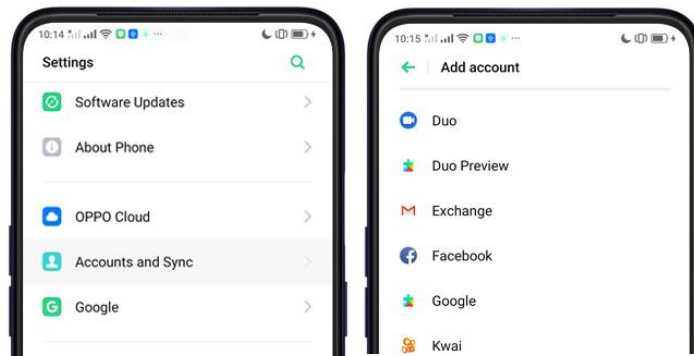 10:14
Settings
Software Updates
About Phone
OPPO Cloud
Accounts and Sync
Google
10:15
Add account
Duo
Duo Preview
Exchange
Facebook
Google
Kwai